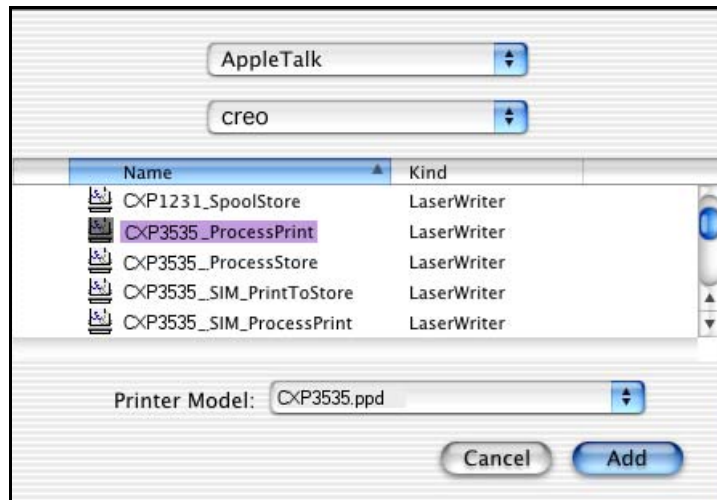 AppleTalk
creo
Name Kind
CXP1231_SpoolStore LaserWriter
CXP3535_ProcessPrint LaserWriter
CXP3535_ProcessStore LaserWriter
CXP3535_SIM_PrintToStore LaserWriter
CXP3535_SIM_ProcessPrint LaserWriter
Printer Model: CXP3535.ppd
Cancel Add